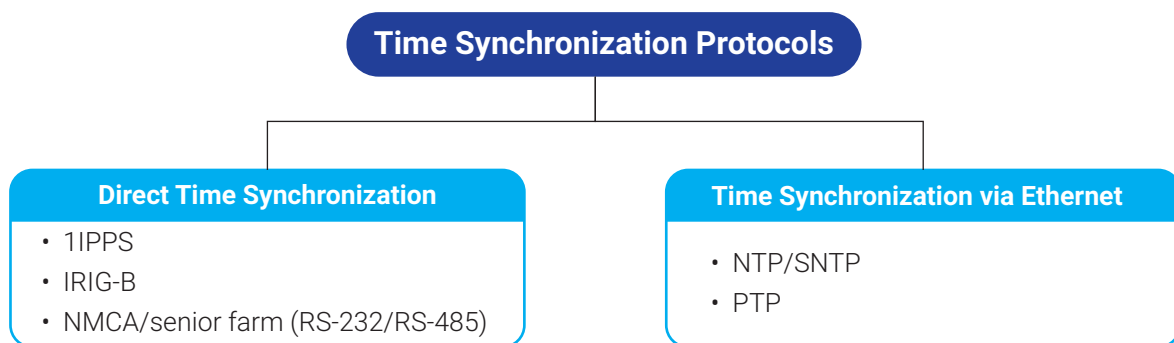 Time Synchronization Protocols
Direct Time Synchronization
• 1IPPS
• IRIG-B
• NMCA/senior farm (RS-232/RS-485)
Time Synchronization via Ethernet
• NTP/SNTP
• PTP